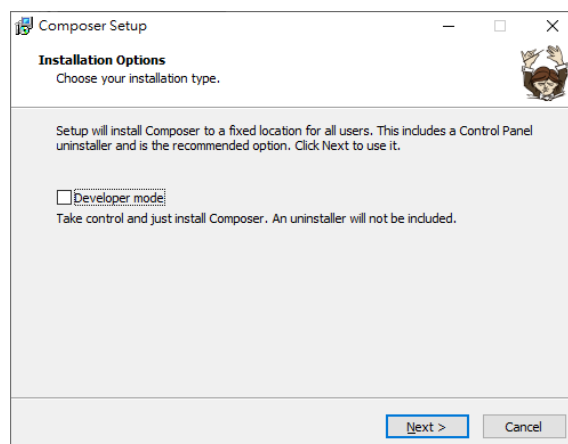 Composer Setup
Installation Options
Choose your installation type.
Setup will install Composer to a fixed location for all users. This includes a Control Panel
uninstaller and is the recommended option. Click Next to use it.
Developer mode
Take control and just install Composer. An uninstaller will not be included.
Next >
Cancel